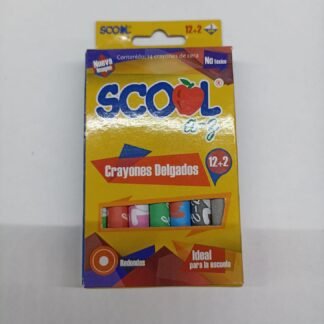 SCOOL 12+2
Nueva Imagen
Contenido: 14 crayones de cera
No tóxico
SCOOL
a-z
12+2
Crayones Delgados
Redondos
Ideal
para la escuela